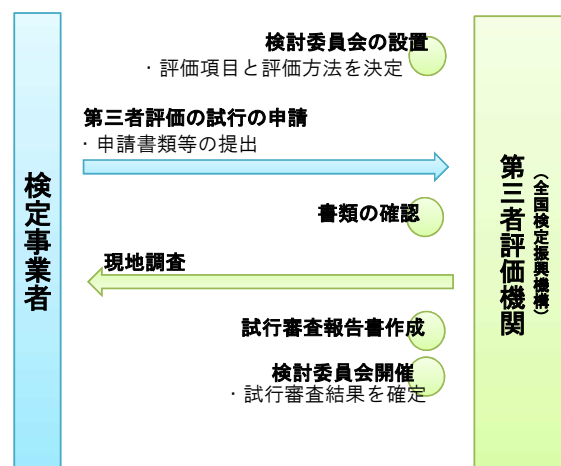 検討委員会の設置
・評価項目と評価方法を決定
第三者評価の試行の申請
・申請書類等の提出
検定事業者
第三者評価機関
（全国検定振興機構）
書類の確認
現地調査
試行審査報告書作成
検討委員会開催
・試行審査結果を確定